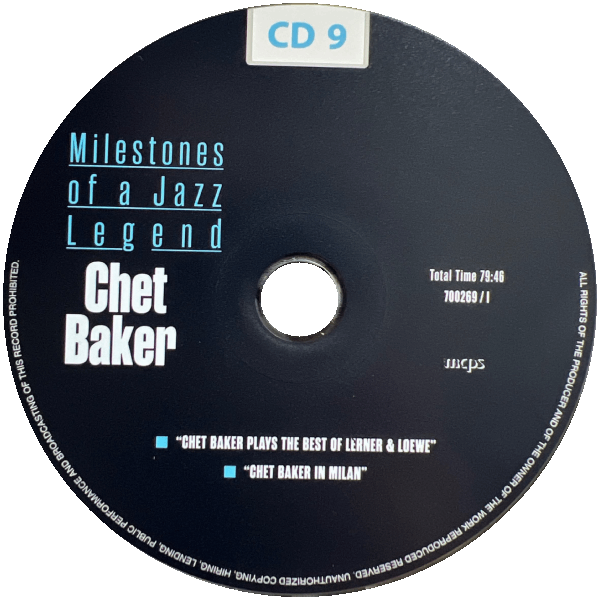 CD 9
Milestones
of a Jazz
Legend
Chet
Baker
Total Time 79:46
700269 / I
mcps
"CHET BAKER PLAYS THE BEST OF LERNER & LOEWE"
"CHET BAKER IN MILAN"
ALL RIGHTS OF THE PRODUCER AND OF THE OWNER OF THE WORK REPRODUCED RESERVED. UNAUTHORIZED COPYING, HIRING, LENDING, PUBLIC PERFORMANCE AND BROADCASTING OF THIS RECORD PROHIBITED.